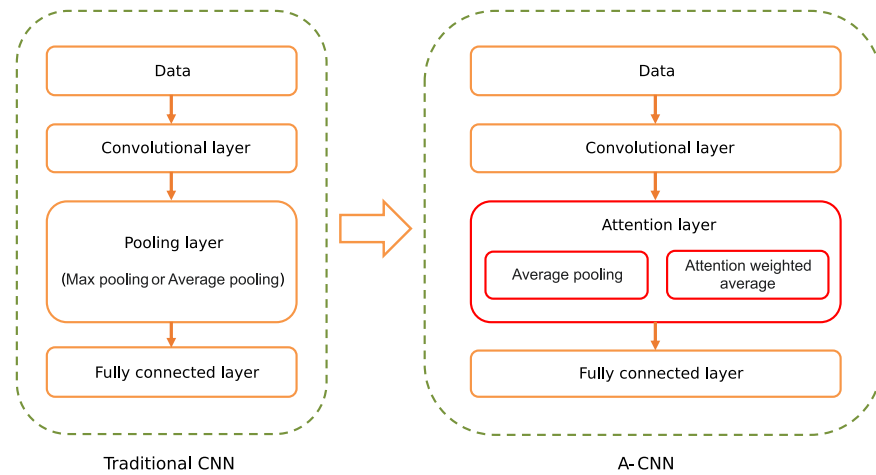 Data
Convolutional layer
Pooling layer
(Max pooling or Average pooling)
Fully connected layer
Traditional CNN
Data
Convolutional layer
Attention layer
Average pooling
Attention weighted
average
Fully connected layer
A-CNN